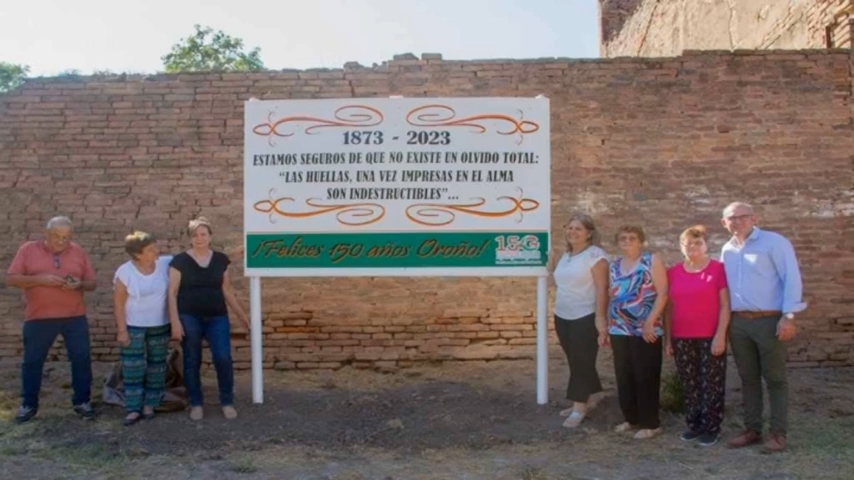 1873 - 2023
ESTAMOS SEGUROS DE QUE NO EXISTE UN OLVIDO TOTAL:
"LAS HUELLAS, UNA VEZ IMPRESAS EN EL ALMA
SON INDESTRUCTIBLES"...
¡Felices 150 años Oroño!
150